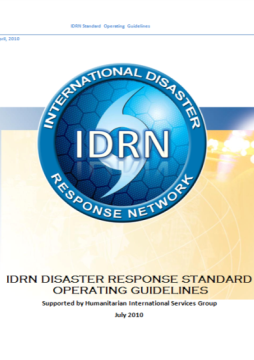 IDRN Standard Operating Guidelines
2010
INTERNATIONAL DISASTER
IDRN
RESPONSE NETWORK
IDRN DISASTER RESPONSE STANDARD
OPERATING GUIDELINES
Supported by Humanitarian International Services Group
July 2010